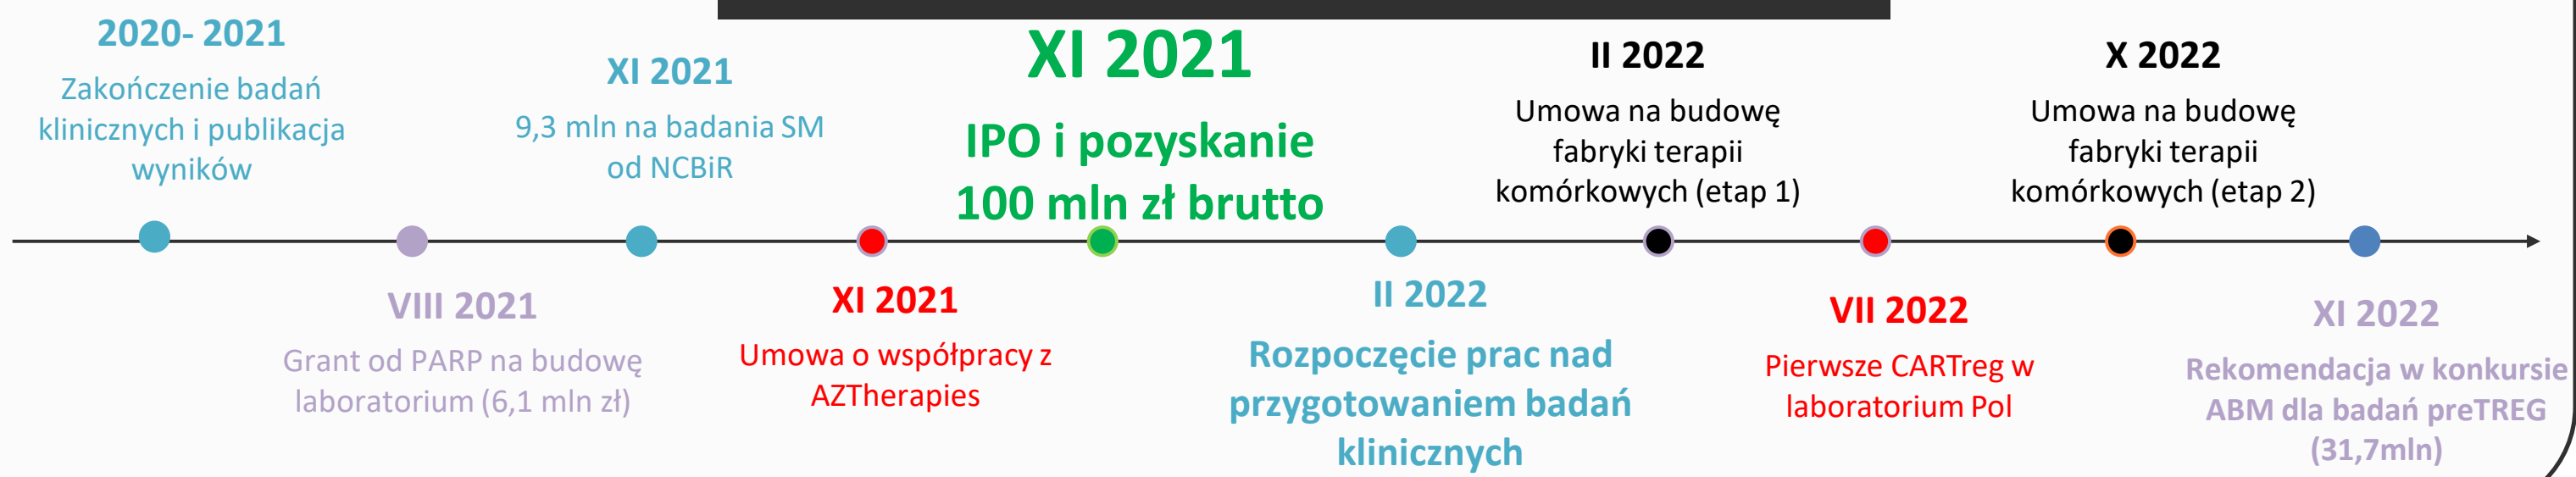 2020- 2021
Zakończenie badań
klinicznych i publikacja
wyników
VIII 2021
Grant od PARP na budowę
laboratorium (6,1 mln zł)
XI 2021
9,3 mln na badania SM
od NCBiR
XI 2021
Umowa o współpracy z
AZTherapies
XI 2021
IPO i pozyskanie
100 mln zł brutto
II 2022
Rozpoczęcie prac nad
przygotowaniem badań
klinicznych
II 2022
Umowa na budowę
fabryki terapii
komórkowych (etap 1)
VII 2022
Pierwsze CARTreg w
laboratorium Pol
X 2022
Umowa na budowę
fabryki terapii
komórkowych (etap 2)
XI 2022
Rekomendacja w konkursie
ABM dla badań preTREG
(31,7mln)